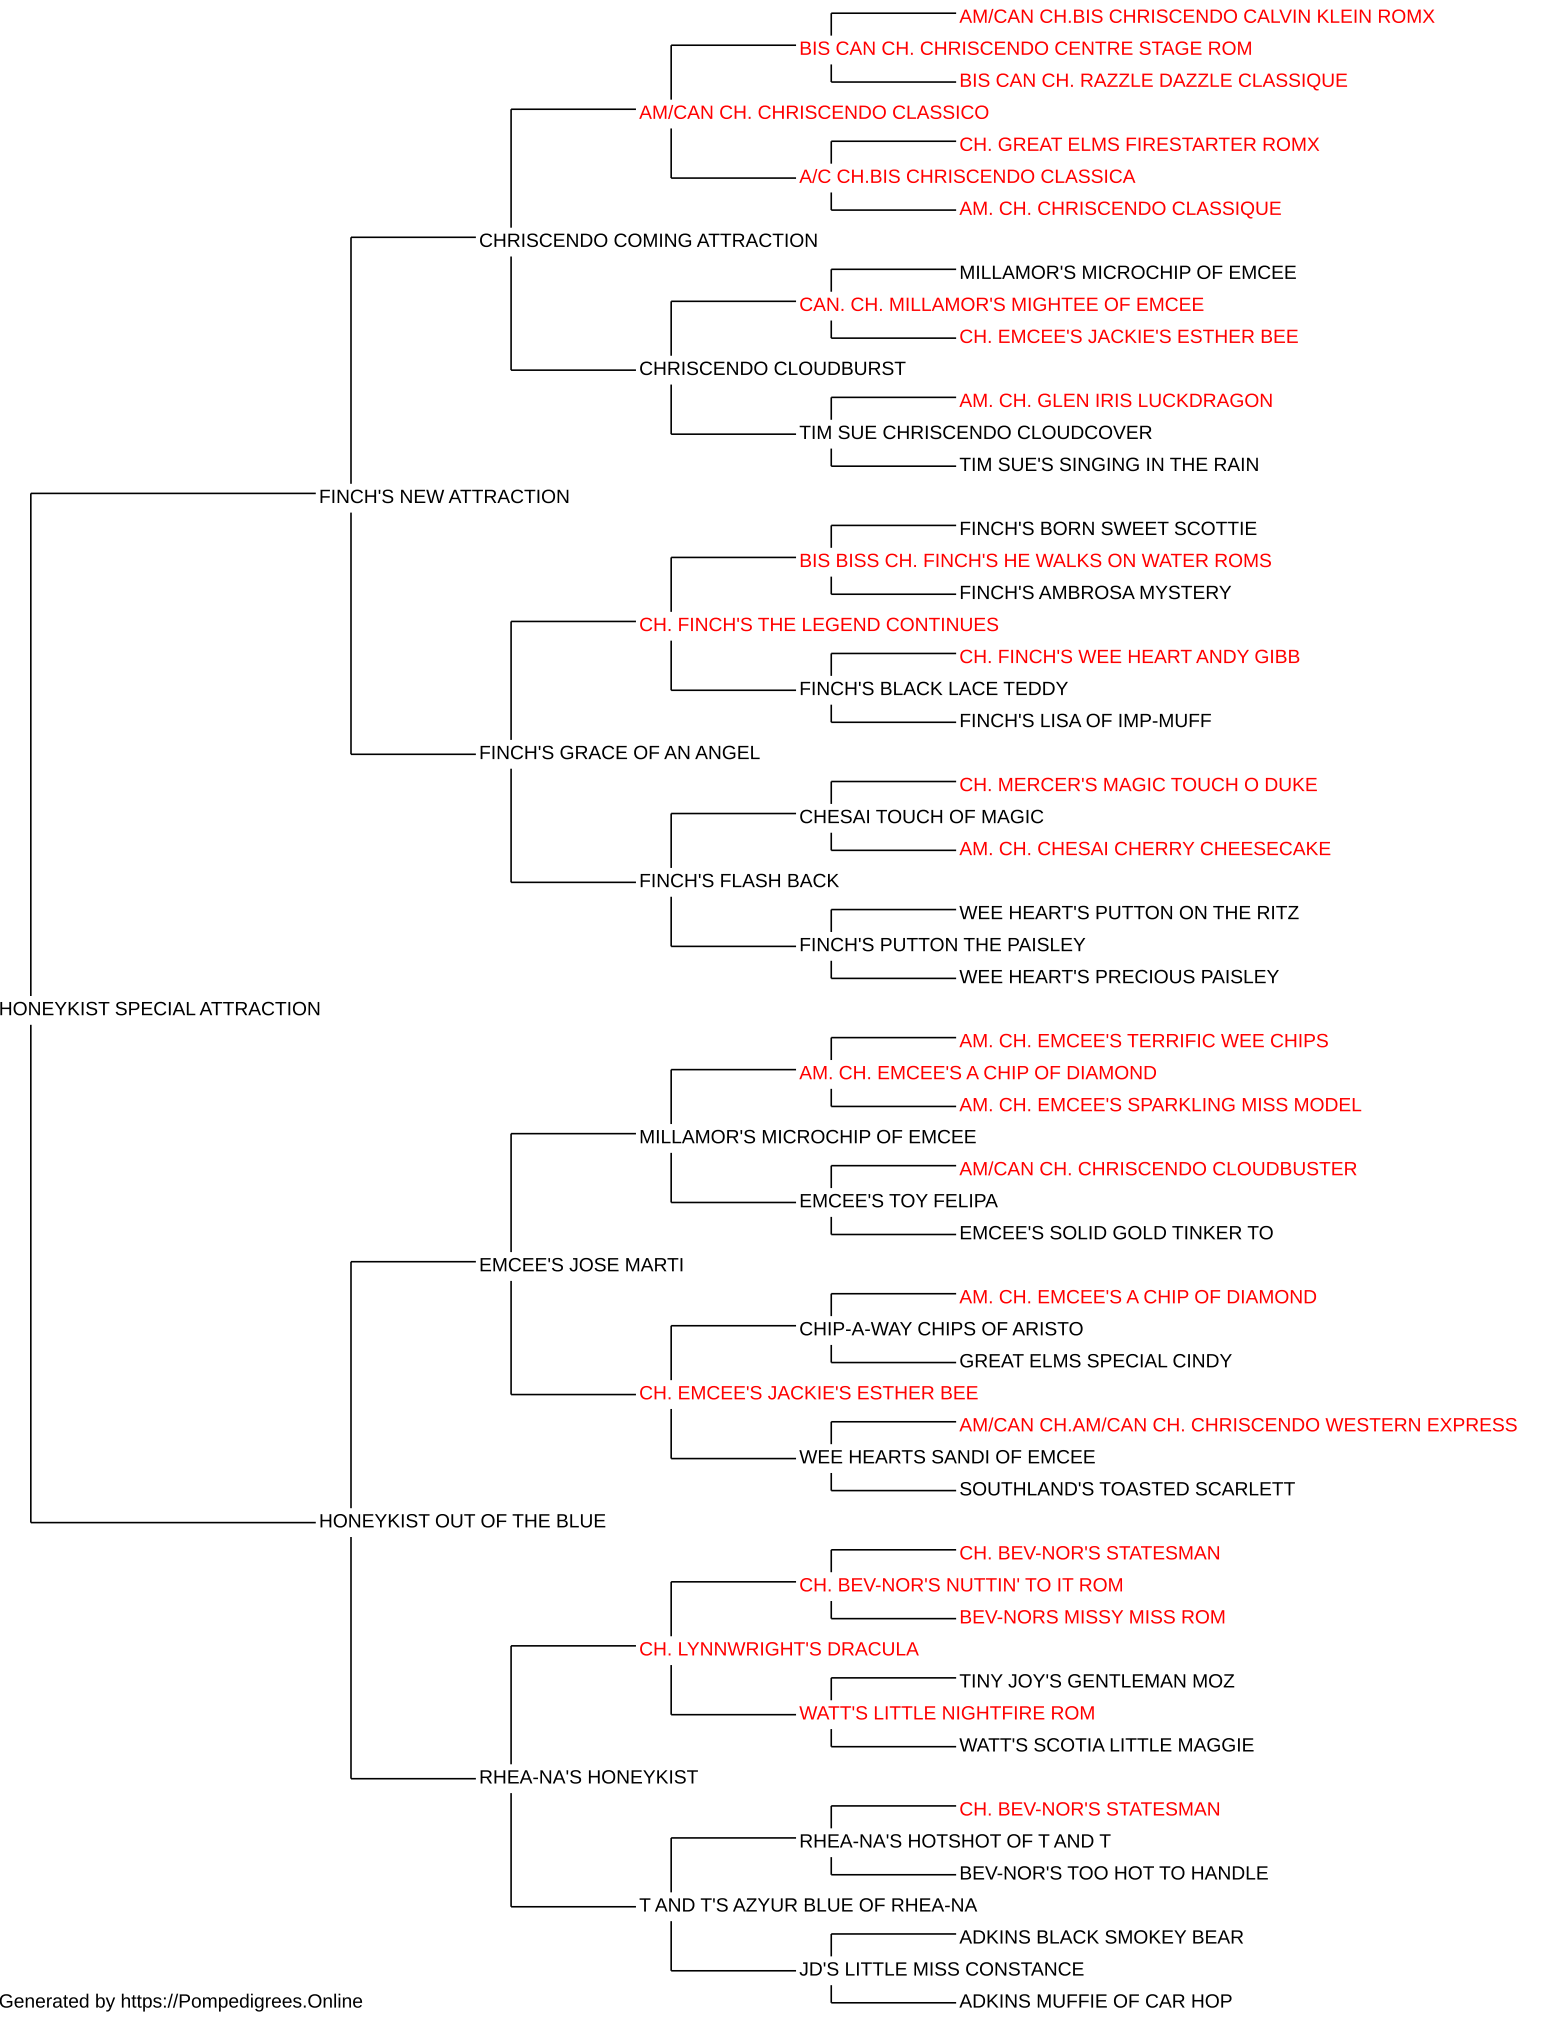 AM/CAN CH.BIS CHRISCENDO CALVIN KLEIN ROMX
BIS CAN CH. CHRISCENDO CENTRE STAGE ROM
BIS CAN CH. RAZZLE DAZZLE CLASSIQUE
AM/CAN CH. CHRISCENDO CLASSICO
CH. GREAT ELMS FIRESTARTER ROMX
A/C CH.BIS CHRISCENDO CLASSICA
AM. CH. CHRISCENDO CLASSIQUE
CHRISCENDO COMING ATTRACTION
MILLAMOR'S MICROCHIP OF EMCEE
CAN. CH. MILLAMOR'S MIGHTEE OF EMCEE
CH. EMCEE'S JACKIE'S ESTHER BEE
CHRISCENDO CLOUDBURST
AM. CH. GLEN IRIS LUCKDRAGON
TIM SUE CHRISCENDO CLOUDCOVER
TIM SUE'S SINGING IN THE RAIN
FINCH'S NEW ATTRACTION
FINCH'S BORN SWEET SCOTTIE
BIS BISS CH. FINCH'S HE WALKS ON WATER ROMS
FINCH'S AMBROSA MYSTERY
CH. FINCH'S THE LEGEND CONTINUES
CH. FINCH'S WEE HEART ANDY GIBB
FINCH'S BLACK LACE TEDDY
FINCH'S LISA OF IMP-MUFF
FINCH'S GRACE OF AN ANGEL
CH. MERCER'S MAGIC TOUCH O DUKE
CHESAI TOUCH OF MAGIC
AM. CH. CHESAI CHERRY CHEESECAKE
FINCH'S FLASH BACK
WEE HEART'S PUTTON ON THE RITZ
FINCH'S PUTTON THE PAISLEY
WEE HEART'S PRECIOUS PAISLEY
HONEYKIST SPECIAL ATTRACTION
AM. CH. EMCEE'S TERRIFIC WEE CHIPS
AM. CH. EMCEE'S A CHIP OF DIAMOND
AM. CH. EMCEE'S SPARKLING MISS MODEL
MILLAMOR'S MICROCHIP OF EMCEE
AM/CAN CH. CHRISCENDO CLOUDBUSTER
EMCEE'S TOY FELIPA
EMCEE'S SOLID GOLD TINKER TO
EMCEE'S JOSE MARTI
AM. CH. EMCEE'S A CHIP OF DIAMOND
CHIP-A-WAY CHIPS OF ARISTO
GREAT ELMS SPECIAL CINDY
CH. EMCEE'S JACKIE'S ESTHER BEE
AM/CAN CH.AM/CAN CH. CHRISCENDO WESTERN EXPRESS
WEE HEARTS SANDI OF EMCEE
SOUTHLAND'S TOASTED SCARLETT
HONEYKIST OUT OF THE BLUE
CH. BEV-NOR'S STATESMAN
CH. BEV-NOR'S NUTTIN' TO IT ROM
BEV-NORS MISSY MISS ROM
CH. LYNNWRIGHT'S DRACULA
TINY JOY'S GENTLEMAN MOZ
WATT'S LITTLE NIGHTFIRE ROM
WATT'S SCOTIA LITTLE MAGGIE
RHEA-NA'S HONEYKIST
CH. BEV-NOR'S STATESMAN
RHEA-NA'S HOTSHOT OF T AND T
BEV-NOR'S TOO HOT TO HANDLE
T AND T'S AZYUR BLUE OF RHEA-NA
ADKINS BLACK SMOKEY BEAR
JD'S LITTLE MISS CONSTANCE
ADKINS MUFFIE OF CAR HOP
Generated by https://Pompedigrees.Online